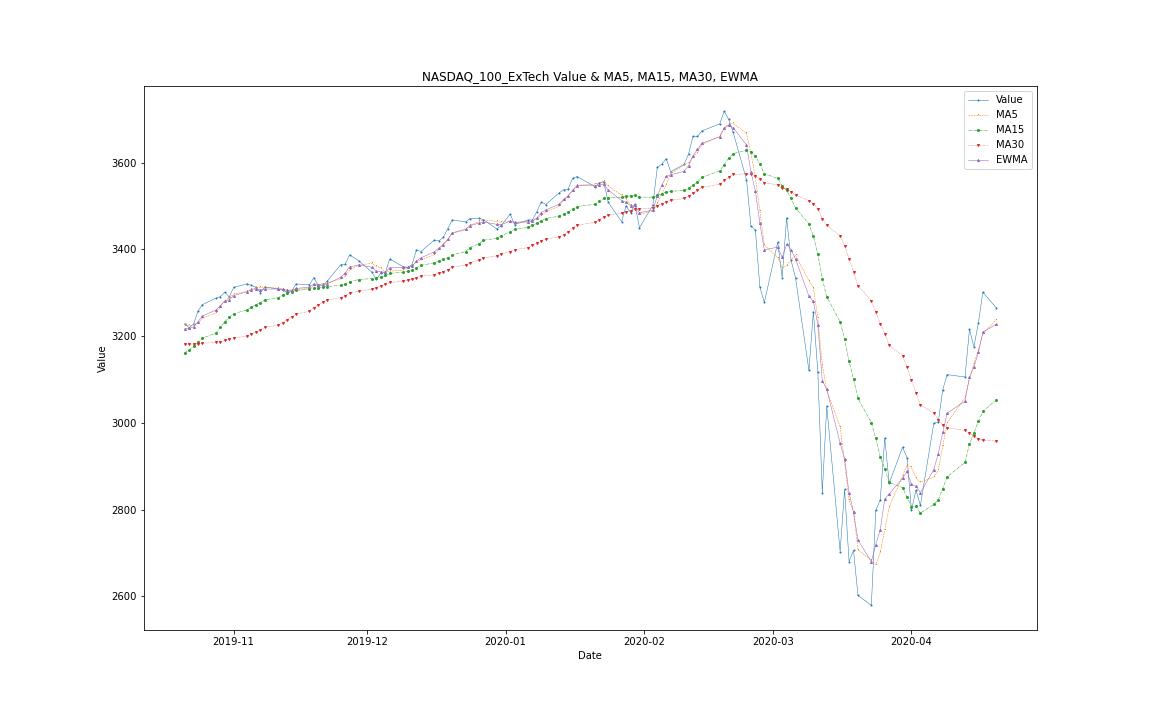 NASDAQ_100_ExTech Value & MA5, MA15, MA30, EWMA
Value
MA5
MA15
MA30
EWMA
3600
3400
3200
3000
2800
2600
Value
2019-11
2019-12
2020-01
2020-02
2020-03
2020-04
Date